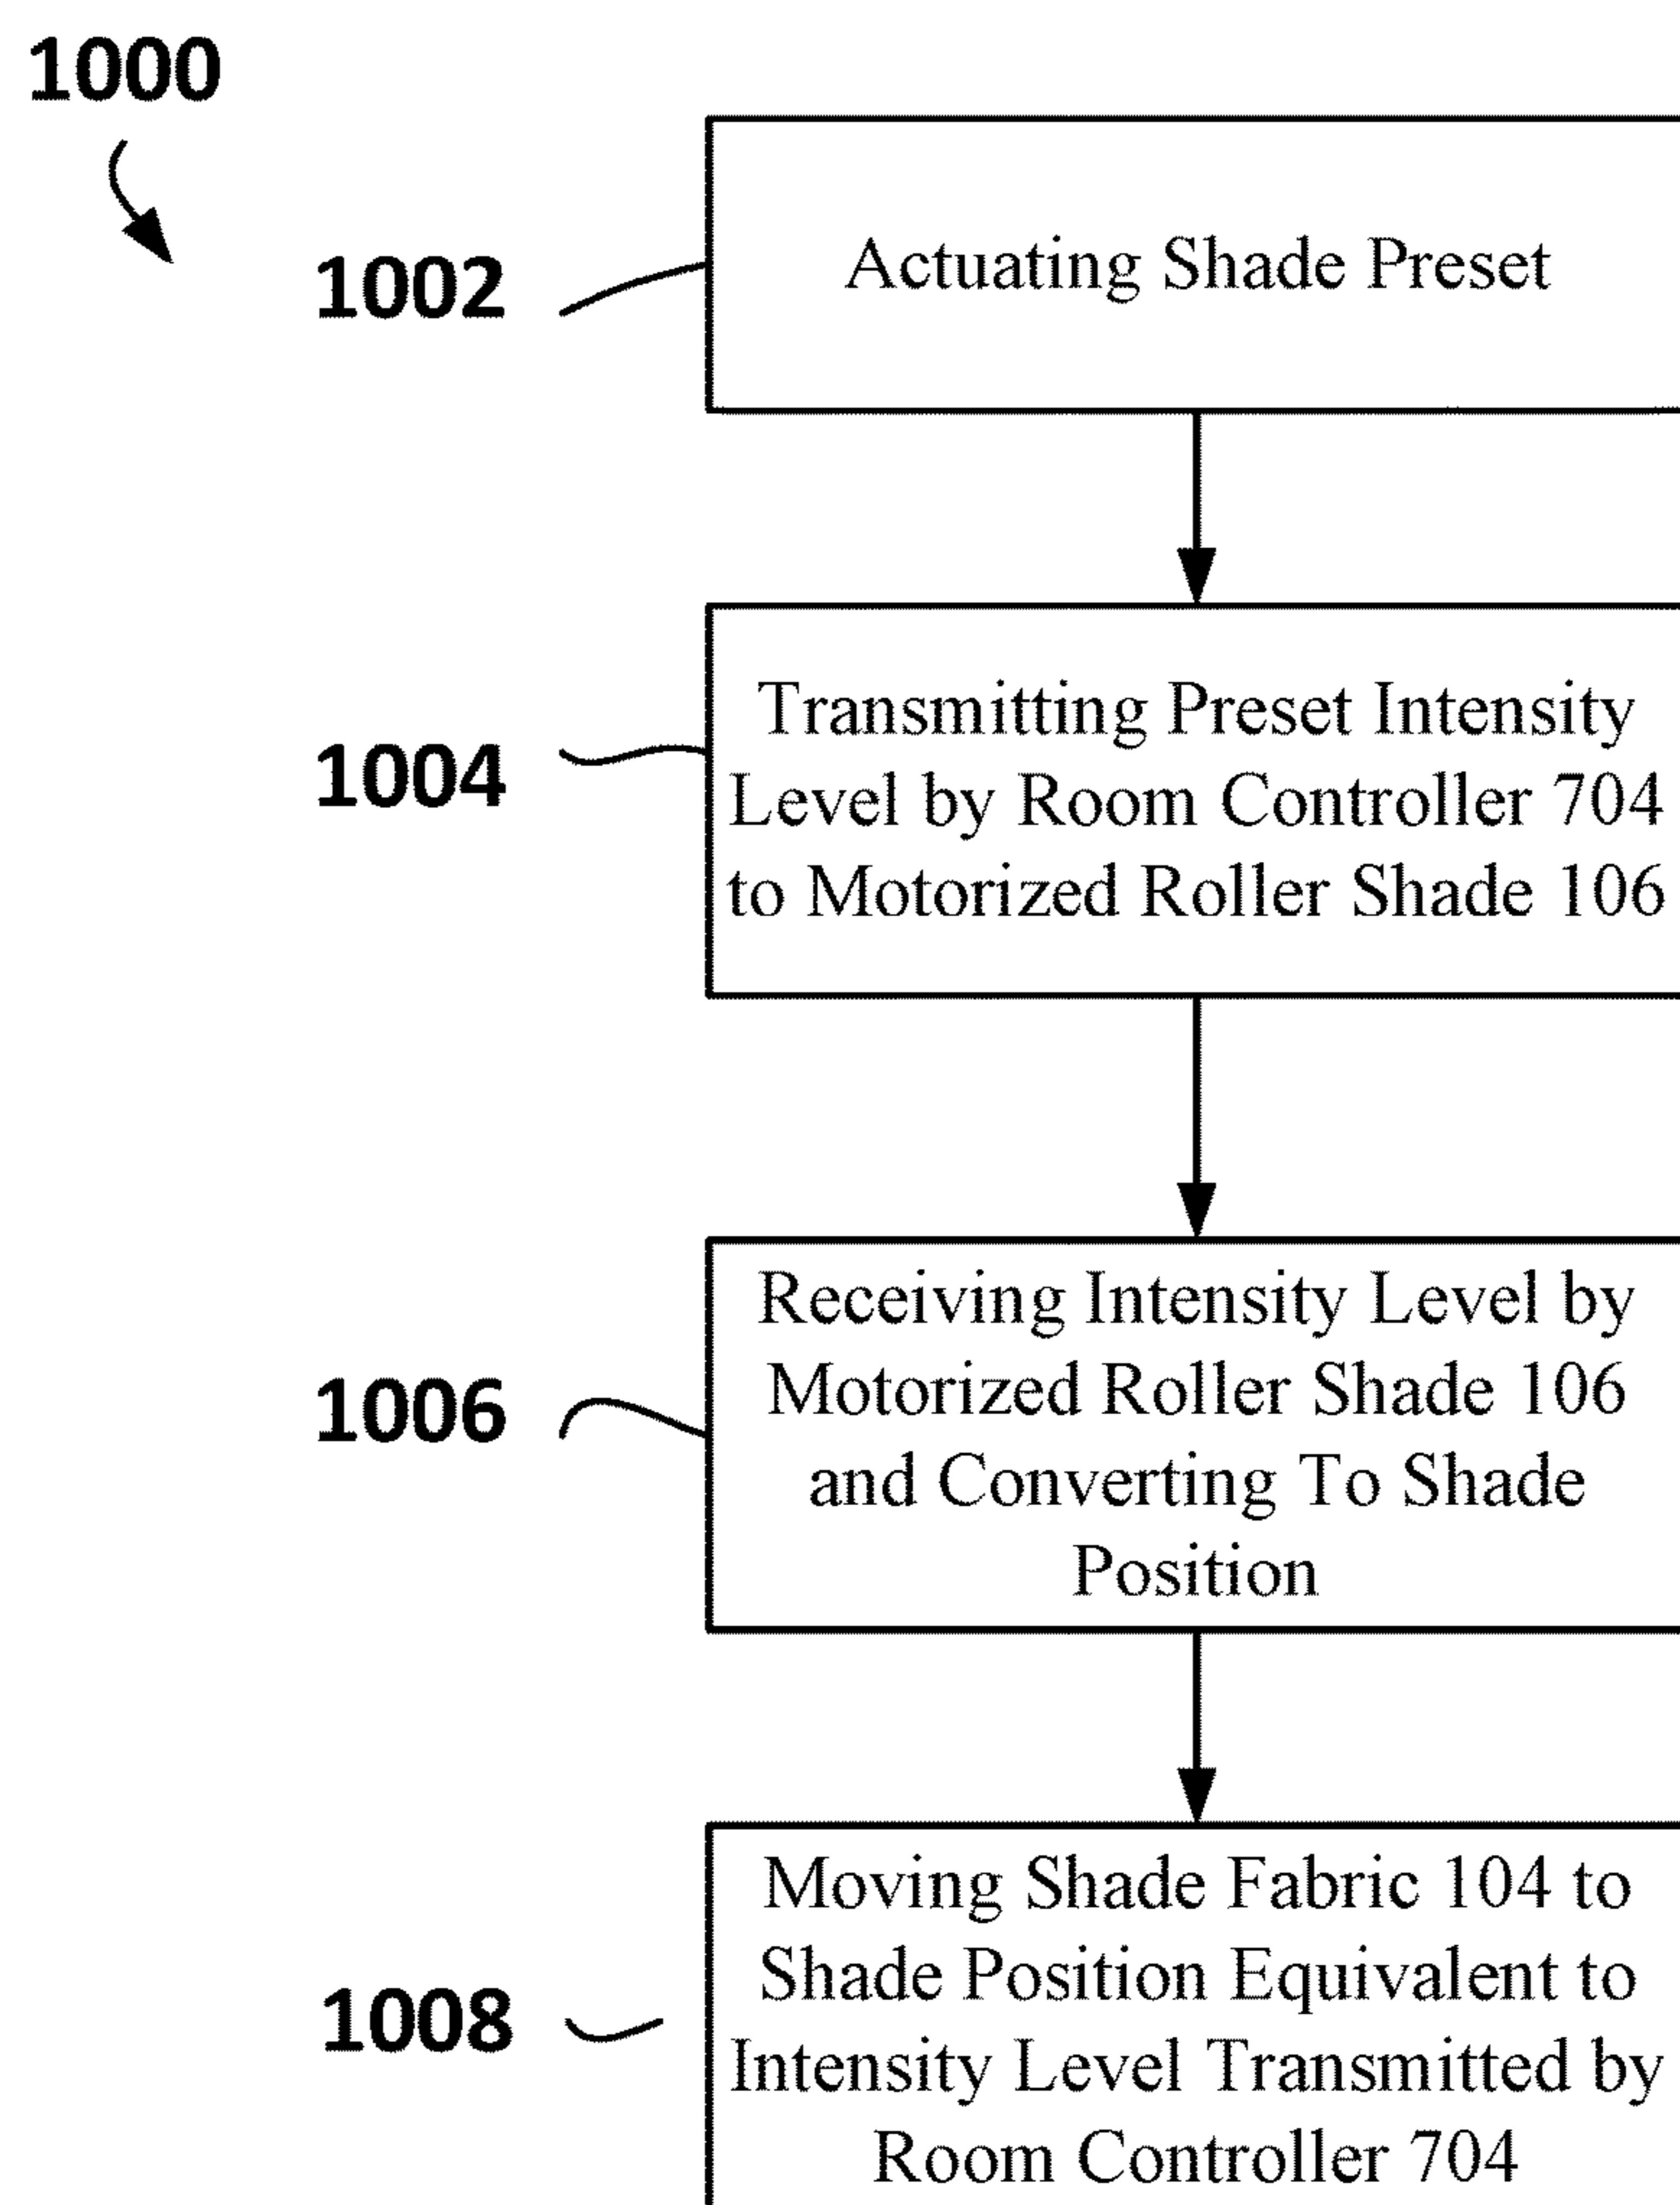 1000
1002
Actuating Shade Preset
1004
Transmitting Preset Intensity
Level by Room Controller 704
to Motorized Roller Shade 106
1006
Receiving Intensity Level by
Motorized Roller Shade 106
and Converting To Shade
Position
1008
Moving Shade Fabric 104 to
Shade Position Equivalent to
Intensity Level Transmitted by
Room Controller 704